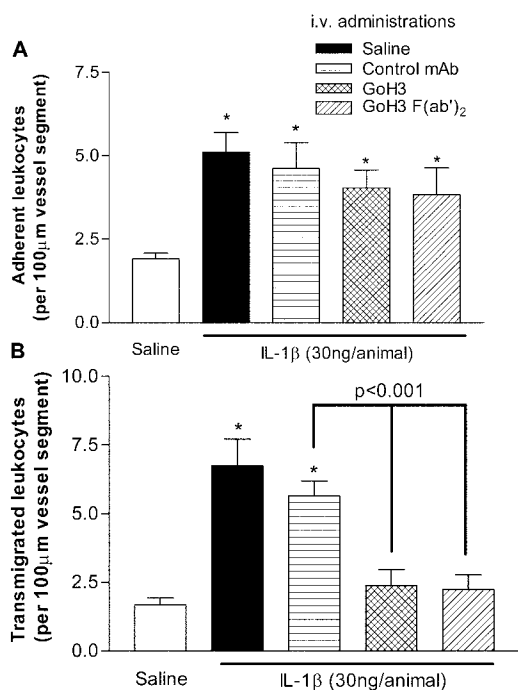 i.v. administrations
Saline
Control mAb
GoH3
GoH3 F(ab')2
A
Adherent leukocytes
(per 100µm vessel segment)
7.5
5.0
2.5
0.0
*
*
*
*
Saline
IL-1β (30ng/animal)
B
Transmigrated leukocytes
(per 100µm vessel segment)
10.0
7.5
5.0
2.5
0.0
p<0.001
*
*
Saline
IL-1β (30ng/animal)